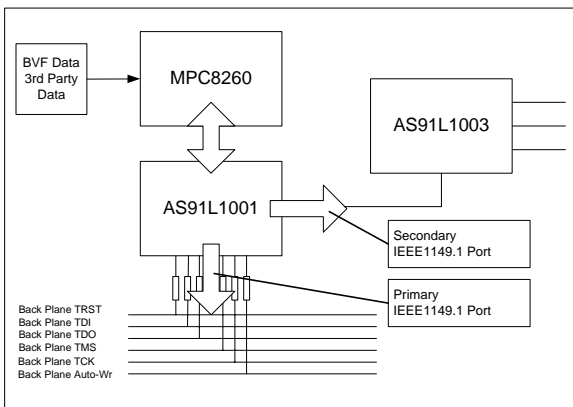 BVF Data
3rd Party
Data
MPC8260
AS91L1003
AS91L1001
Secondary
IEEE1149.1 Port
Primary
IEEE1149.1 Port
Back Plane TRST
Back Plane TDI
Back Plane TDO
Back Plane TMS
Back Plane TCK
Back Plane Auto-Wr